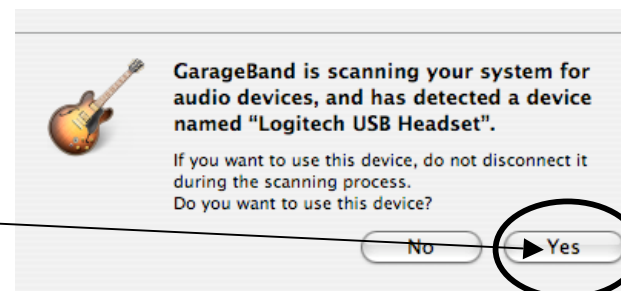 GarageBand is scanning your system for
audio devices, and has detected a device
named “Logitech USB Headset”.
If you want to use this device, do not disconnect it
during the scanning process.
Do you want to use this device?
No Yes